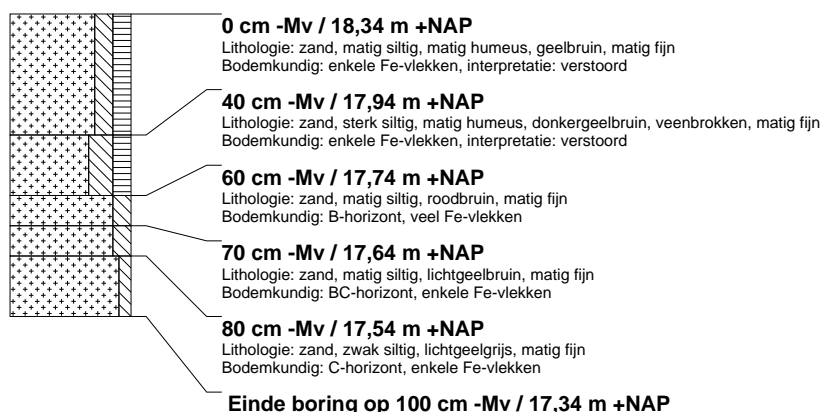 0 cm -Mv / 18,34 m +NAP
Lithologie: zand, matig siltig, matig humeus, geelbruin, matig fijn
Bodemkundig: enkele Fe-vlekken, interpretatie: verstoord
40 cm -Mv / 17,94 m +NAP
Lithologie: zand, sterk siltig, matig humeus, donkergeelbruin, veenbrokken, matig fijn
Bodemkundig: enkele Fe-vlekken, interpretatie: verstoord
60 cm -Mv / 17,74 m +NAP
Lithologie: zand, matig siltig, roodbruin, matig fijn
Bodemkundig: B-horizont, veel Fe-vlekken
70 cm -Mv / 17,64 m +NAP
Lithologie: zand, matig siltig, lichtgeelbruin, matig fijn
Bodemkundig: BC-horizont, enkele Fe-vlekken
80 cm -Mv / 17,54 m +NAP
Lithologie: zand, zwak siltig, lichtgeelgrijs, matig fijn
Bodemkundig: C-horizont, enkele Fe-vlekken
Einde boring op 100 cm -Mv / 17,34 m +NAP